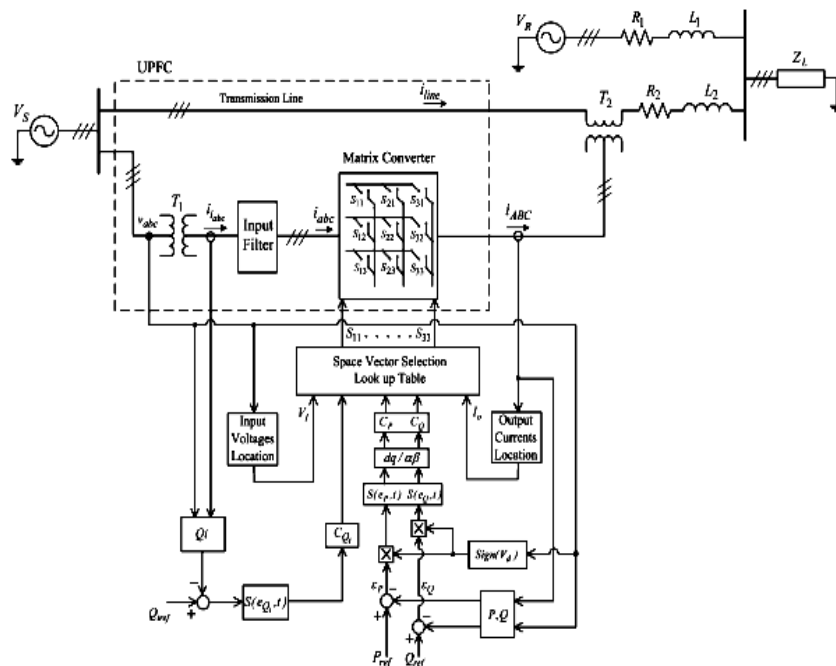 V_R
R_1
L_1
UPFC
Z_L
V_S
Transmission Line
i_line
T_2
R_2
L_2
Matrix Converter
T_1
v_abc
i_iabc
Input
Filter
i_abc
S_11 S_21 S_31
S_12 S_22 S_32
S_13 S_23 S_33
i_ABC
S_11 . . . . . S_33
Space Vector Selection
Look up Table
V_i
I_o
C_P C_Q
Input
Voltages
Location
Output
Currents
Location
dq/αβ
S(e_P,t) S(e_Q,t)
Qi
C_Qi
Sign(V_d)
ε_P
ε_Q
-
-
-
Q_iref
+
S(e_Qi,t)
+
+
P,Q
P_ref
Q_ref